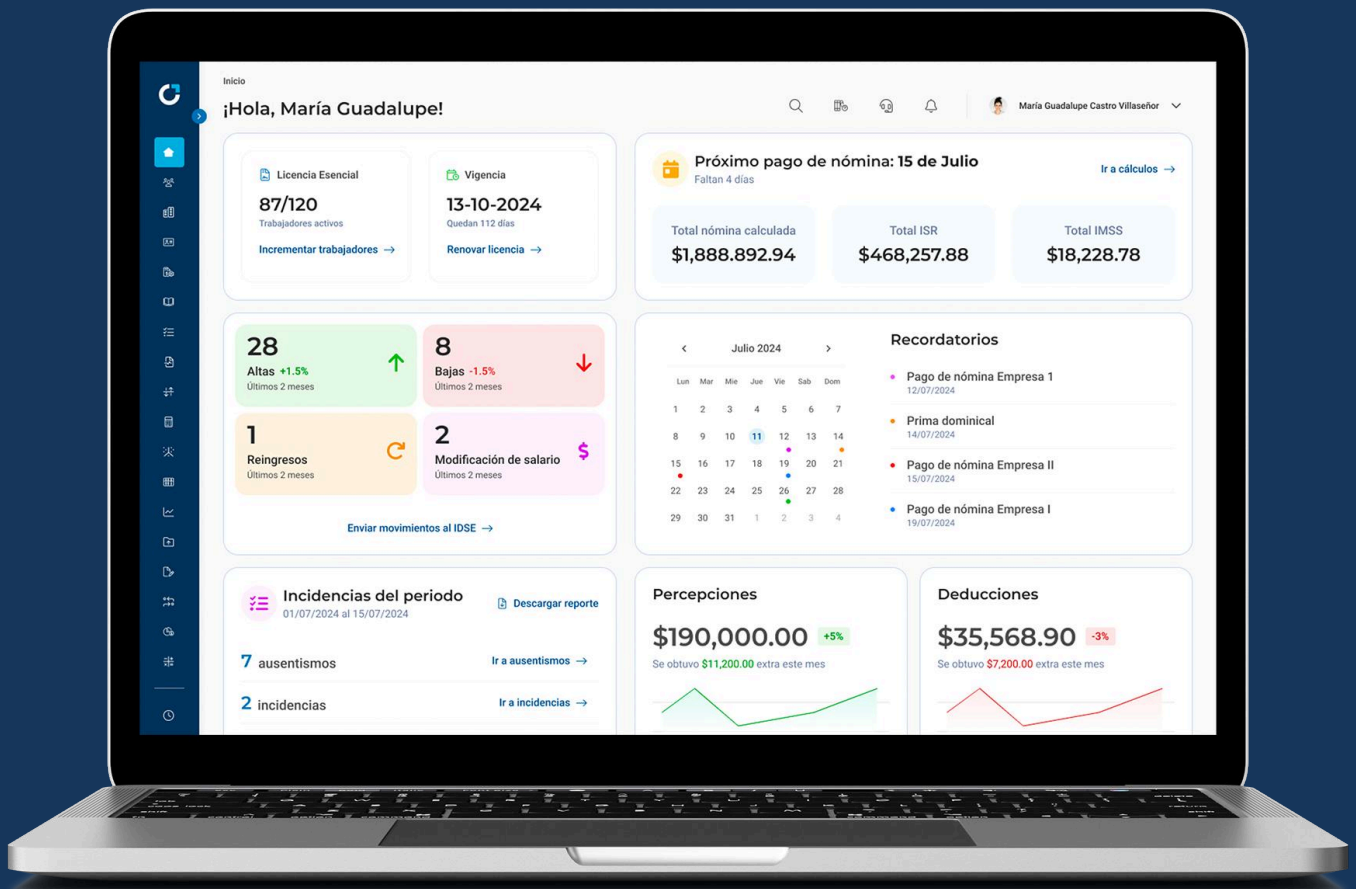 Inicio
¡Hola, María Guadalupe!
María Guadalupe Castro Villaseñor
Licencia Esencial
87/120
Trabajadores activos
Incrementar trabajadores →
Vigencia
13-10-2024
Quedan 112 días
Renovar licencia →
Próximo pago de nómina: 15 de Julio
Faltan 4 días
Ir a cálculos →
Total nómina calculada
$1,888.892.94
Total ISR
$468,257.88
Total IMSS
$18,228.78
28
Altas +1.5%
Últimos 2 meses
8
Bajas -1.5%
Últimos 2 meses
1
Reingresos
Últimos 2 meses
2
Modificación de salario
Últimos 2 meses
$
Enviar movimientos al IDSE →
Julio 2024
Lun Mar Mie Jue Vie Sab Dom
1 2 3 4 5 6 7
8 9 10 11 12 13 14
15 16 17 18 19 20 21
22 23 24 25 26 27 28
29 30 31 1 2 3 4
Recordatorios
Pago de nómina Empresa 1
12/07/2024
Prima dominical
14/07/2024
Pago de nómina Empresa II
15/07/2024
Pago de nómina Empresa I
19/07/2024
Incidencias del periodo
01/07/2024 al 15/07/2024
Descargar reporte
7 ausentismos
Ir a ausentismos →
2 incidencias
Ir a incidencias →
Percepciones
$190,000.00 +5%
Se obtuvo $11,200.00 extra este mes
Deducciones
$35,568.90 -3%
Se obtuvo $7,200.00 extra este mes